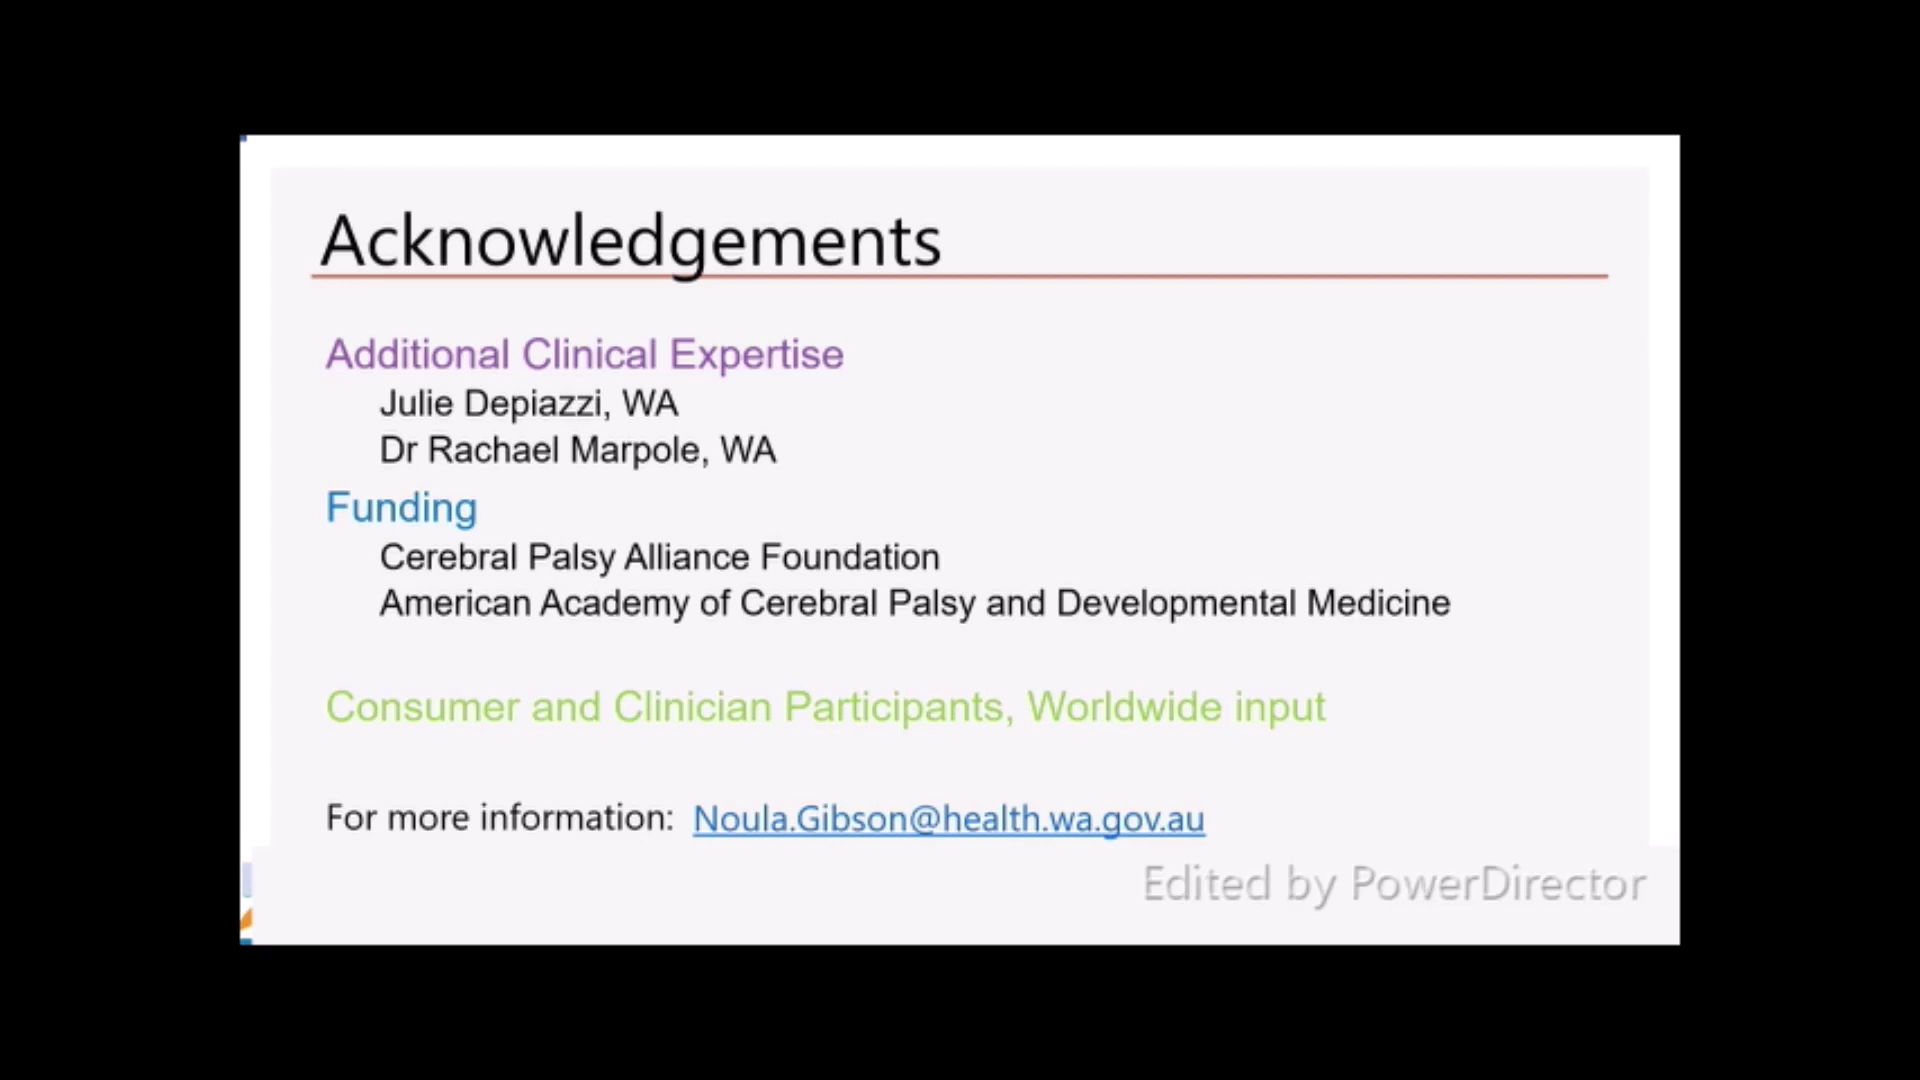 Acknowledgements
Additional Clinical Expertise
Julie Depiazzi, WA
Dr Rachael Marpole, WA
Funding
Cerebral Palsy Alliance Foundation
American Academy of Cerebral Palsy and Developmental Medicine
Consumer and Clinician Participants, Worldwide input
For more information: Noula.Gibson@health.wa.gov.au
Edited by PowerDirector